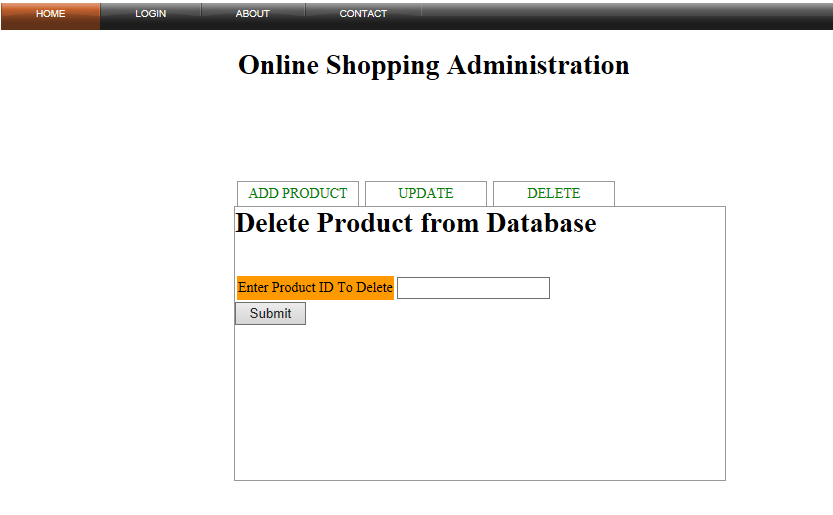 HOME LOGIN ABOUT CONTACT
Online Shopping Administration
ADD PRODUCT UPDATE DELETE
Delete Product from Database
Enter Product ID To Delete
Submit